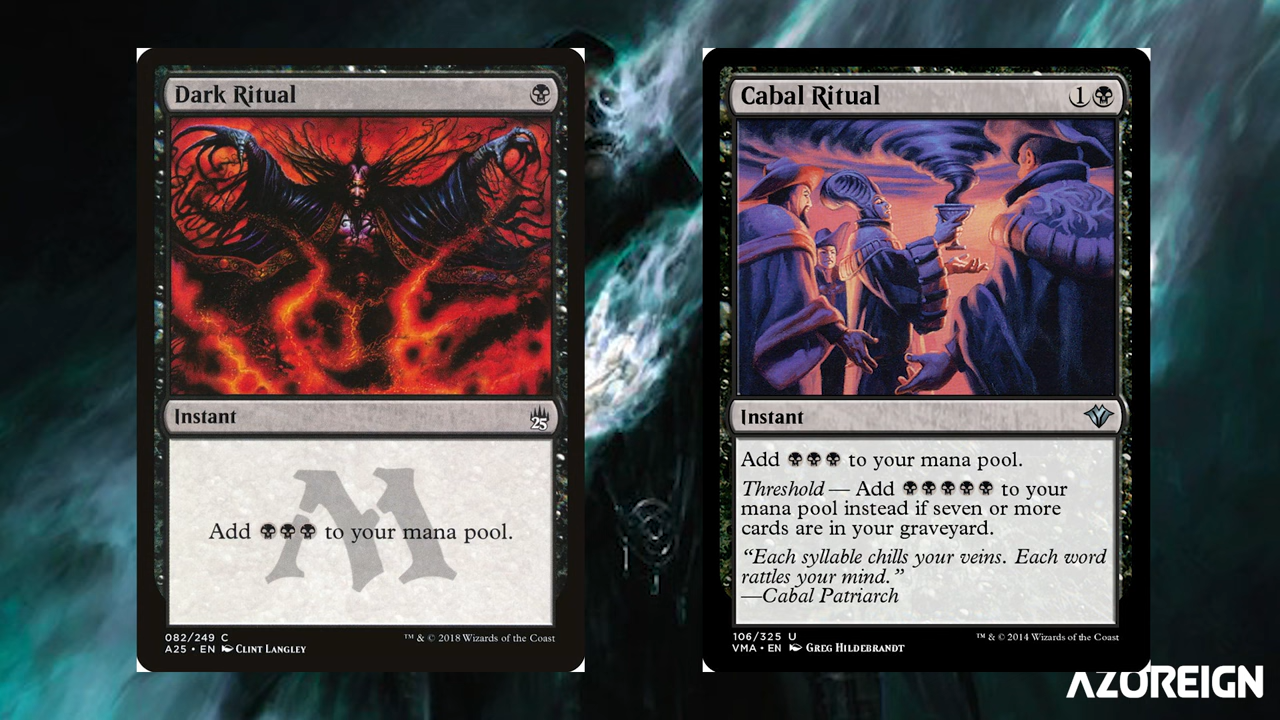 Dark Ritual
Instant
25
Add to your mana pool.
082/249 C
A25 • EN CLINT LANGLEY
™ & © 2018 Wizards of the Coast
Cabal Ritual 1
Instant
Add to your mana pool.
Threshold — Add to your
mana pool instead if seven or more
cards are in your graveyard.
“Each syllable chills your veins. Each word
rattles your mind.”
—Cabal Patriarch
106/325 U
VMA • EN GREG HILDEBRANDT
™ & © 2014 Wizards of the Coast
AZOREIGN